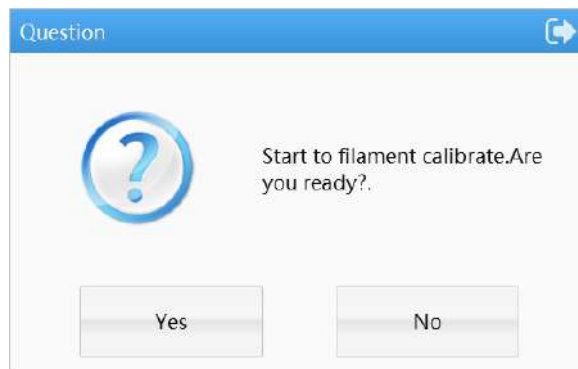 Question
Start to filament calibrate.Are
you ready?.
Yes
No